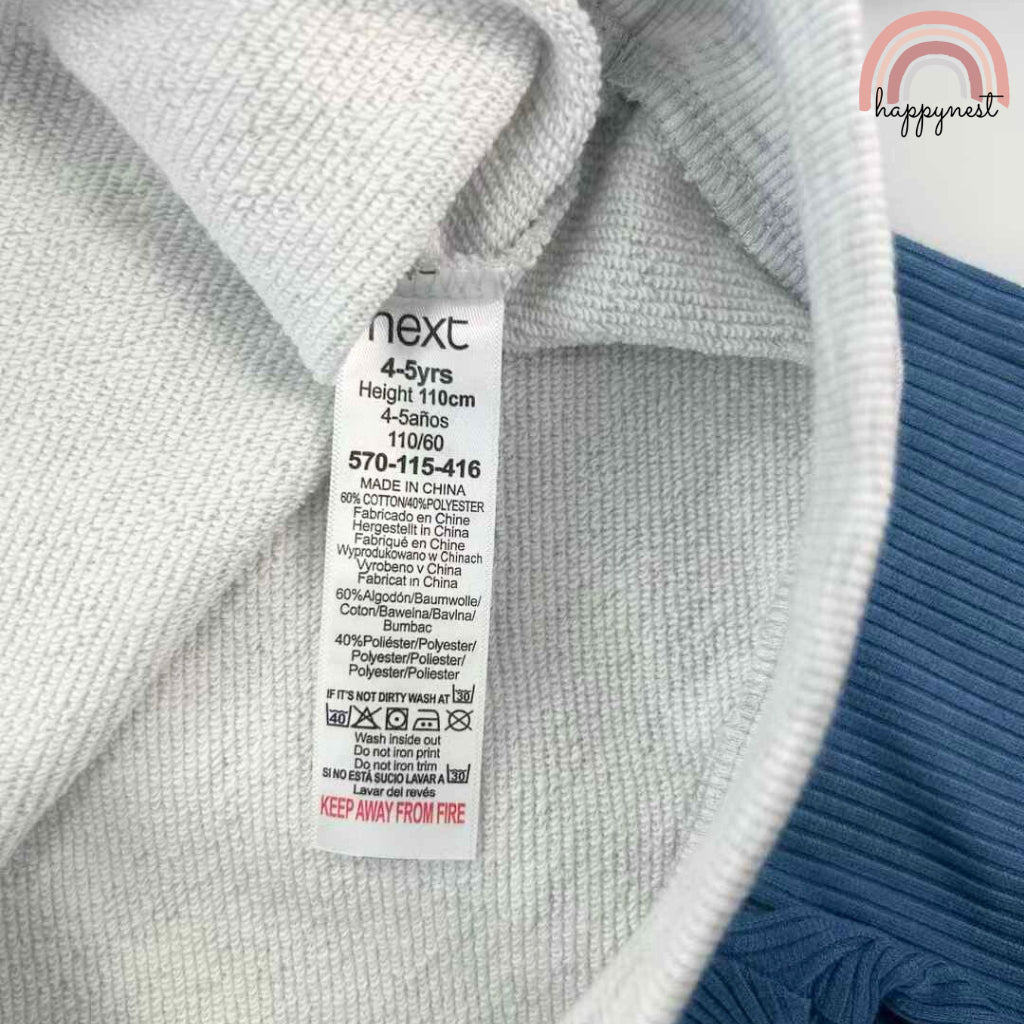 happynest
next
4-5yrs
Height 110cm
4-5años
110/60
570-115-416
MADE IN CHINA
60% COTTON/40%POLYESTER
Fabricado en Chine
Hergestellt in China
Fabriqué en Chine
Wyprodukowano w Chinach
Vyrobeno v China
Fabricat in China
60%Algodón/Baumwolle/
Coton/Bawelna/Bavlna/
Bumbac
40%Poliéster/Polyester/
Polyester/Poliester/
Polyester/Poliester
IF IT'S NOT DIRTY WASH AT 30
40
Wash inside out
Do not iron print
Do not iron trim
SI NO ESTÁ SUCIO LAVAR A 30
Lavar del revés
KEEP AWAY FROM FIRE